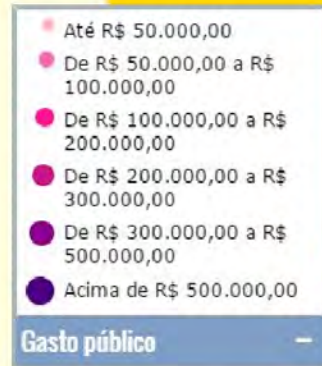 Até R$ 50.000,00
De R$ 50.000,00 a R$
100.000,00
De R$ 100.000,00 a R$
200.000,00
De R$ 200.000,00 a R$
300.000,00
De R$ 300.000,00 a R$
500.000,00
Acima de R$ 500.000,00
Gasto público –